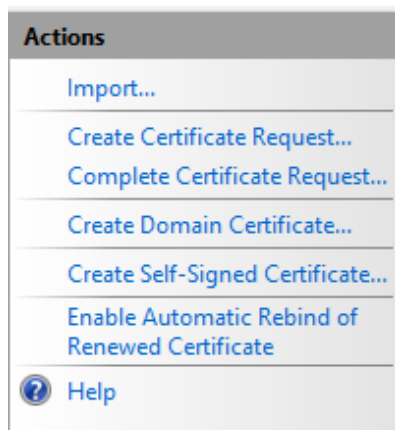 Actions
Import...
Create Certificate Request...
Complete Certificate Request...
Create Domain Certificate...
Create Self-Signed Certificate...
Enable Automatic Rebind of
Renewed Certificate
? Help